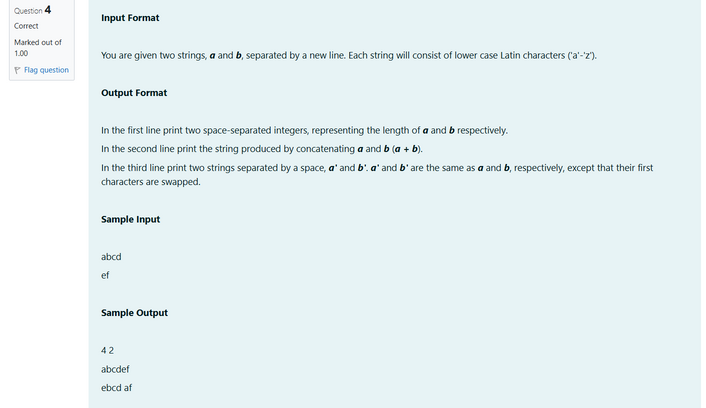 Question 4
Correct
Marked out of
1.00
Flag question
Input Format
You are given two strings, a and b, separated by a new line. Each string will consist of lower case Latin characters ('a'-'z').
Output Format
In the first line print two space-separated integers, representing the length of a and b respectively.
In the second line print the string produced by concatenating a and b (a + b).
In the third line print two strings separated by a space, a' and b'. a' and b' are the same as a and b, respectively, except that their first
characters are swapped.
Sample Input
abcd
ef
Sample Output
4 2
abcdef
ebcd af